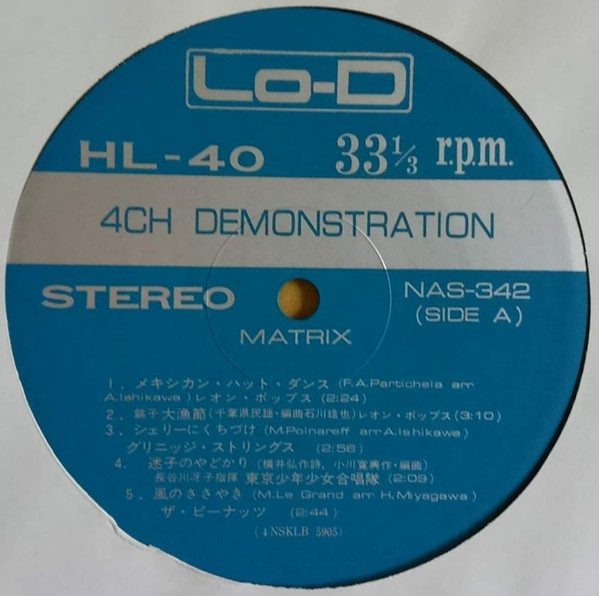 Lo-D
HL-40 33⅓ r.p.m.
4CH DEMONSTRATION
STEREO NAS-342
(SIDE A)
MATRIX
1. メキシカン・ハット・ダンス (F.A.Particheia arr
A.Ishikawa) レオン・ポップス (2:24)
2. 銚子大漁節 (千葉県民謡・編曲石川皓也) レオン・ポップス (3:10)
3. シェリーにくちづけ (M.Polnareff arr A.Ishikawa)
グリニッジ・ストリングス (2:56)
4. 迷子のやどかり (横井弘作詩, 小川寛興作・編曲)
長谷川冴子指揮 東京少年少女合唱隊 (2:09)
5. 風のささやき (M.Le Grand arr H.Miyagawa)
ザ・ピーナッツ (2:44)
(4NSKLB 5905)